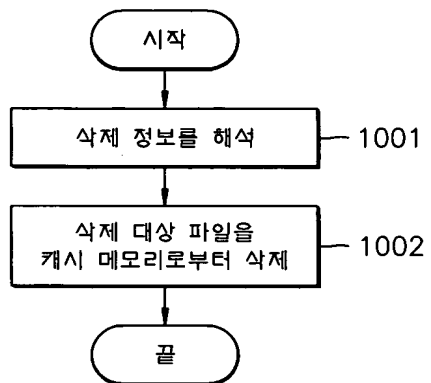 시작
삭제 정보를 해석
1001
삭제 대상 파일을
캐시 메모리로부터 삭제
1002
끝